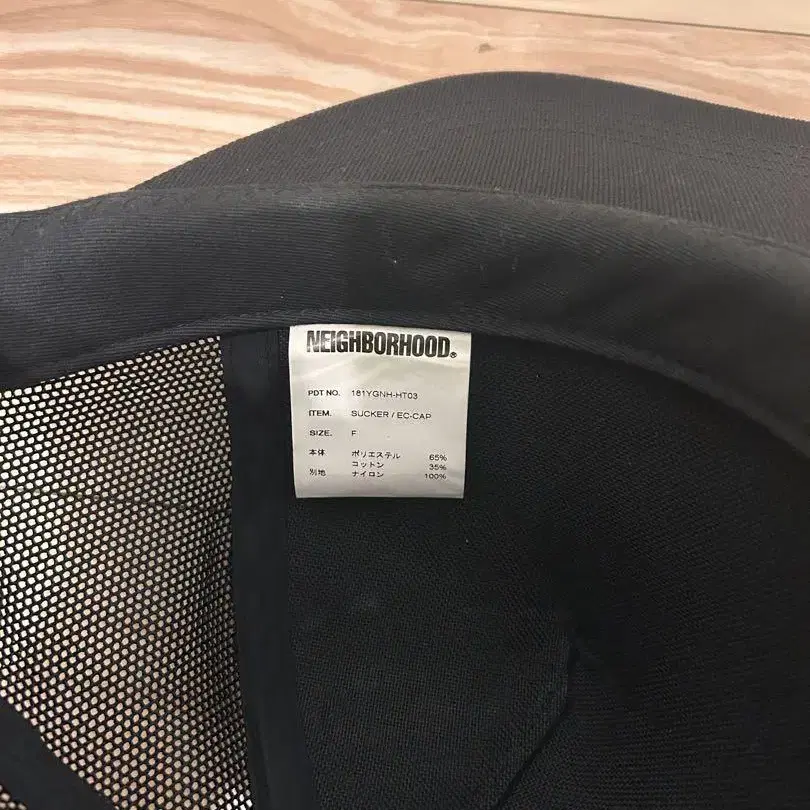 NEIGHBORHOOD®
PDT NO. 181YGNH-HT03
ITEM. SUCKER / EC-CAP
SIZE. F
本体 ポリエステル 65%
コットン 35%
別地 ナイロン 100%